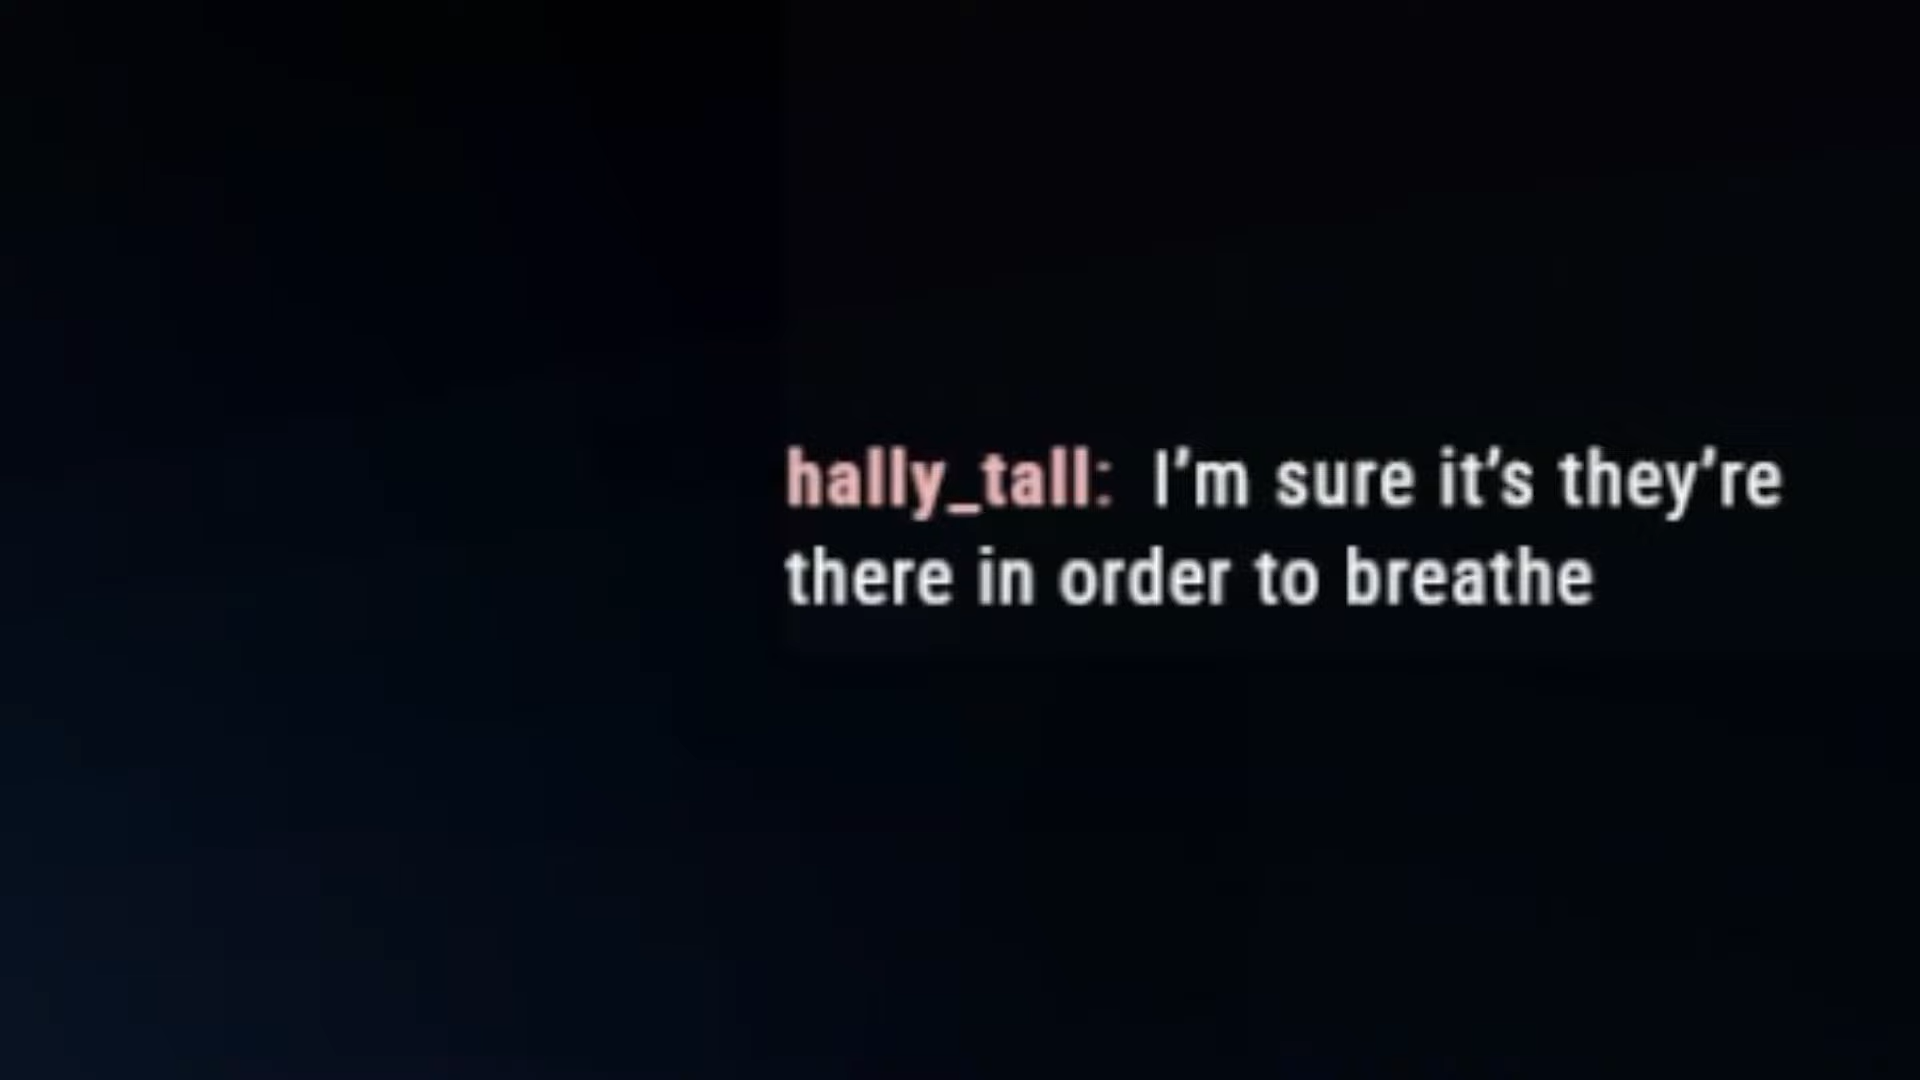 hally_tall: I’m sure it’s they’re
there in order to breathe